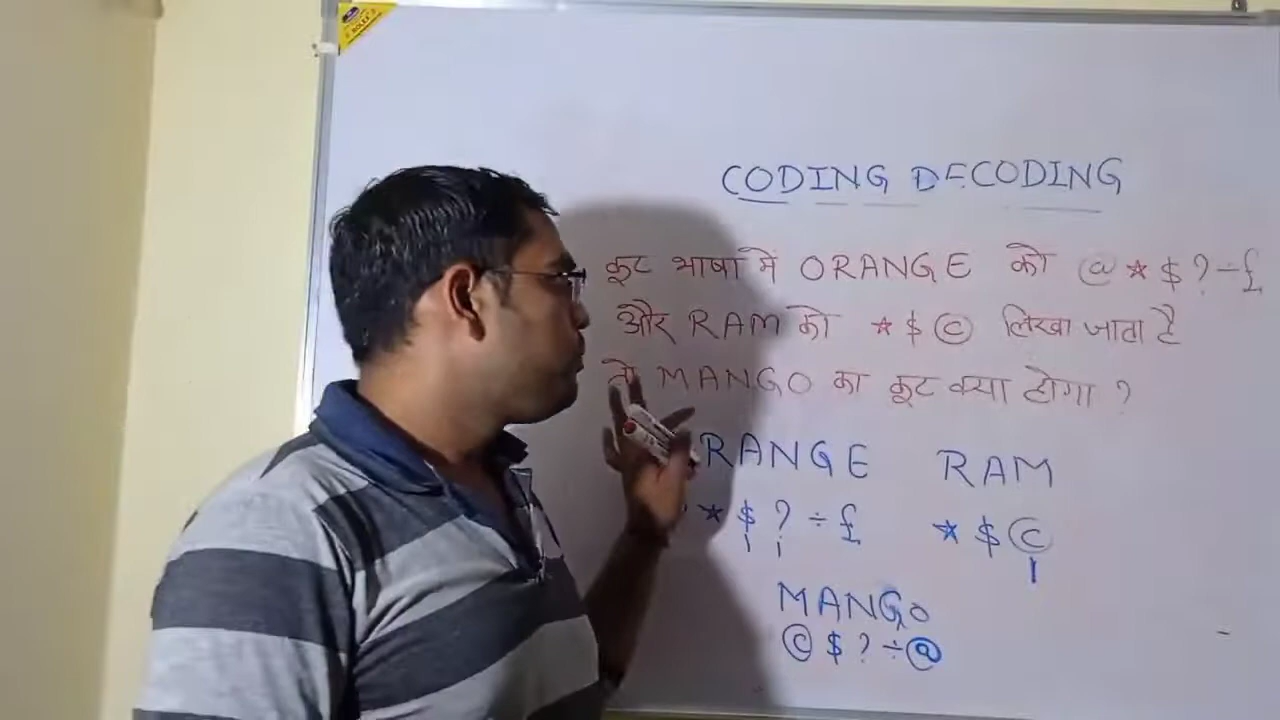 CODING DECODING
कूट भाषा में ORANGE को @ ★ $ ? ÷ £
और RAM को ★ $ © लिखा जाता है
तो MANGO का कूट क्या होगा ?
RANGE RAM
★ $ ? ÷ £ ★ $ ©
MANGO
© $ ? ÷ @